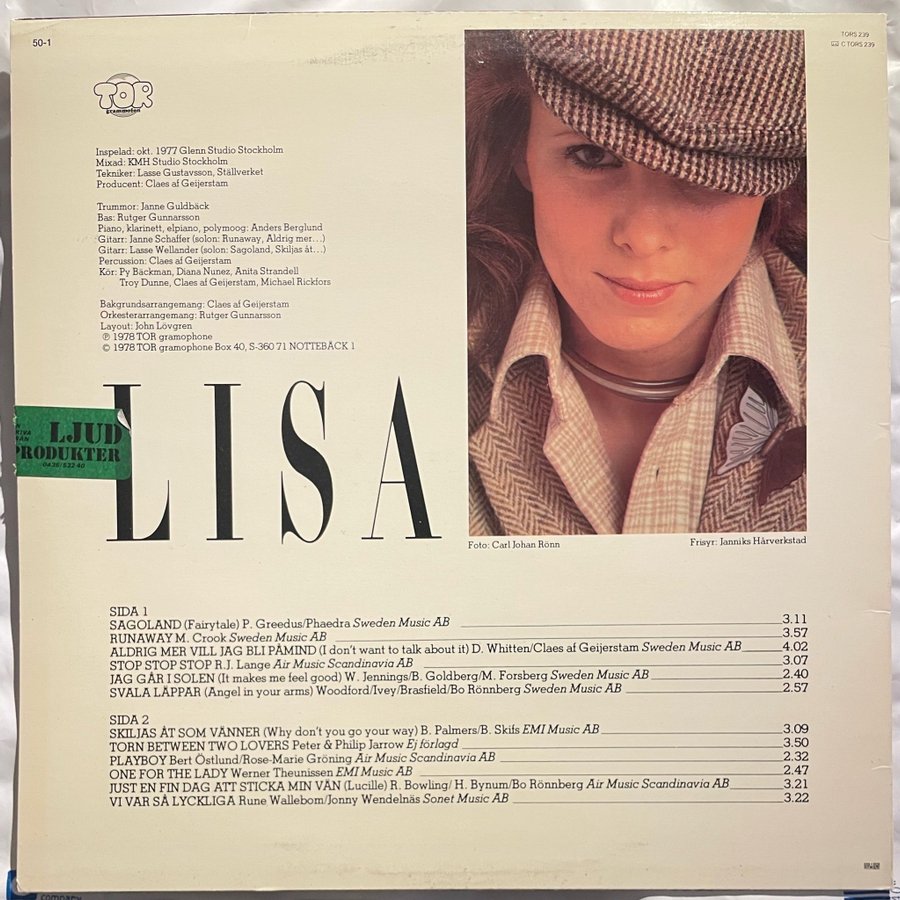 50-1
TORS 239
C TORS 239
TOR
grammofon
Inspelad: okt. 1977 Glenn Studio Stockholm
Mixad: KMH Studio Stockholm
Tekniker: Lasse Gustavsson, Ställverket
Producent: Claes af Geijerstam
Trummor: Janne Guldbäck
Bas: Rutger Gunnarsson
Piano, klarinett, elpiano, polymoog: Anders Berglund
Gitarr: Janne Schaffer (solon: Runaway, Aldrig mer...)
Gitarr: Lasse Wellander (solon: Sagoland, Skiljas åt...)
Percussion: Claes af Geijerstam
Kör: Py Bäckman, Diana Nunez, Anita Strandell
Troy Dunne, Claes af Geijerstam, Michael Rickfors
Bakgrundsarrangemang: Claes af Geijerstam
Orkesterarrangemang: Rutger Gunnarsson
Layout: John Lövgren
℗ 1978 TOR gramophone
© 1978 TOR gramophone Box 40, S-360 71 NOTTEBÄCK 1
LJUD
PRODUKTER
LISA
Foto: Carl Johan Rönn
Frisyr: Janniks Hårverkstad
SIDA 1
SAGOLAND (Fairytale) P. Greedus/Phaedra Sweden Music AB 3.11
RUNAWAY M. Crook Sweden Music AB 3.57
ALDRIG MER VILL JAG BLI PÅMIND (I don't want to talk about it) D. Whitten/Claes af Geijerstam Sweden Music AB 4.02
STOP STOP STOP R.J. Lange Air Music Scandinavia AB 3.07
JAG GÅR I SOLEN (It makes me feel good) W. Jennings/B. Goldberg/M. Forsberg Sweden Music AB 2.40
SVALA LÄPPAR (Angel in your arms) Woodford/Ivey/Brasfield/Bo Rönnberg Sweden Music AB 2.57
SIDA 2
SKILJAS ÅT SOM VÄNNER (Why don't you go your way) B. Palmers/B. Skifs EMI Music AB 3.09
TORN BETWEEN TWO LOVERS Peter & Philip Jarrow Ej förlagd 3.50
PLAYBOY Bert Östlund/Rose-Marie Gröning Air Music Scandinavia AB 2.32
ONE FOR THE LADY Werner Theunissen EMI Music AB 2.47
JUST EN FIN DAG ATT STICKA MIN VÄN (Lucille) R. Bowling/ H. Bynum/Bo Rönnberg Air Music Scandinavia AB 3.21
VI VAR SÅ LYCKLIGA Rune Wallebom/Jonny Wendelnäs Sonet Music AB 3.22